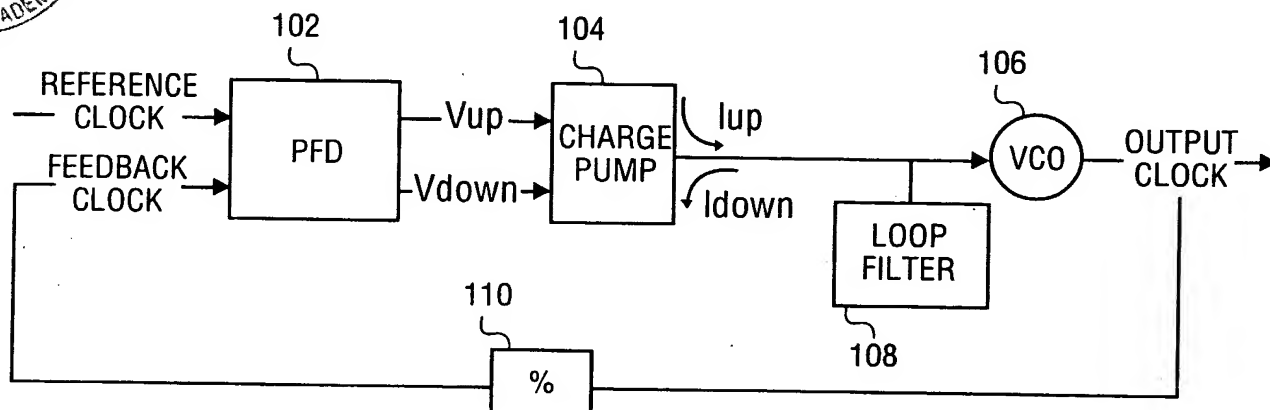 102
104
106
REFERENCE
CLOCK
FEEDBACK
CLOCK
PFD
Vup
Vdown
CHARGE
PUMP
Iup
Idown
VCO
OUTPUT
CLOCK
LOOP
FILTER
108
110
%